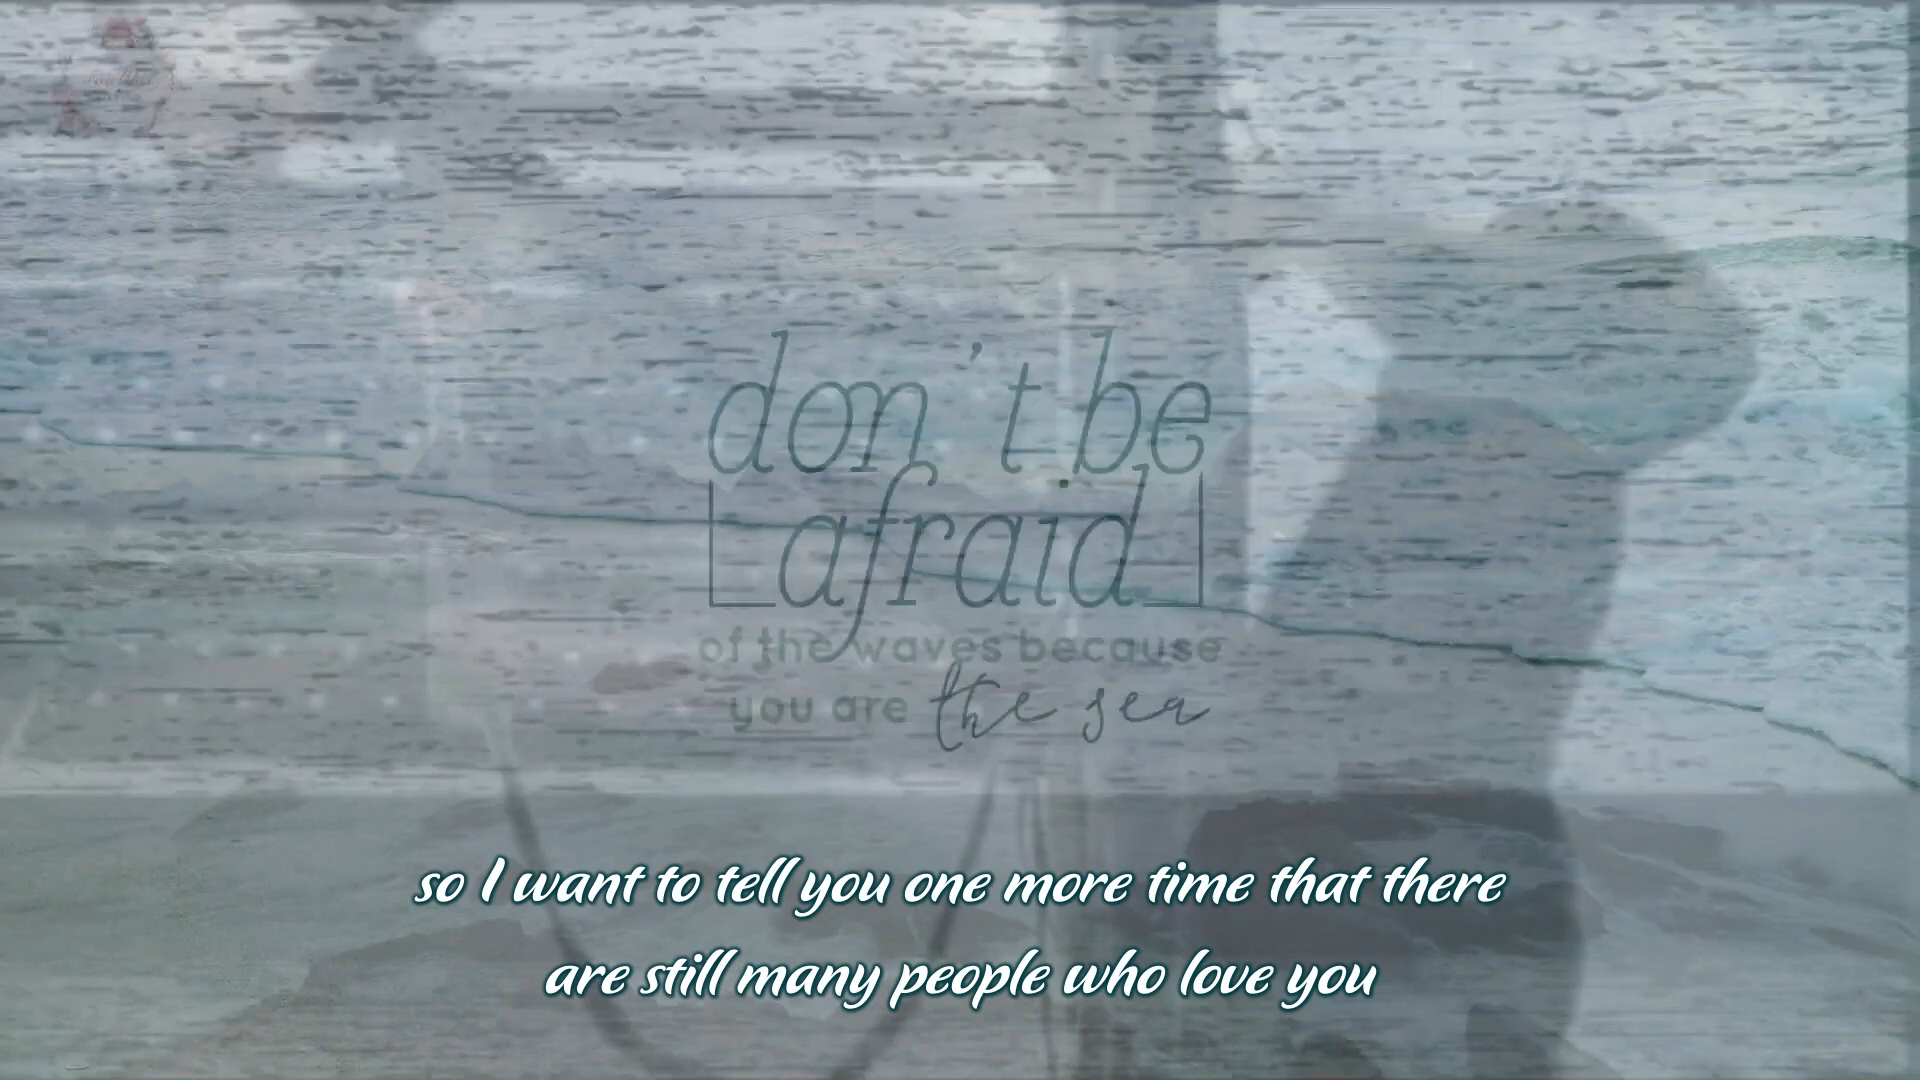 don't be
afraid
of the waves because
you are the sea
so I want to tell you one more time that there
are still many people who love you